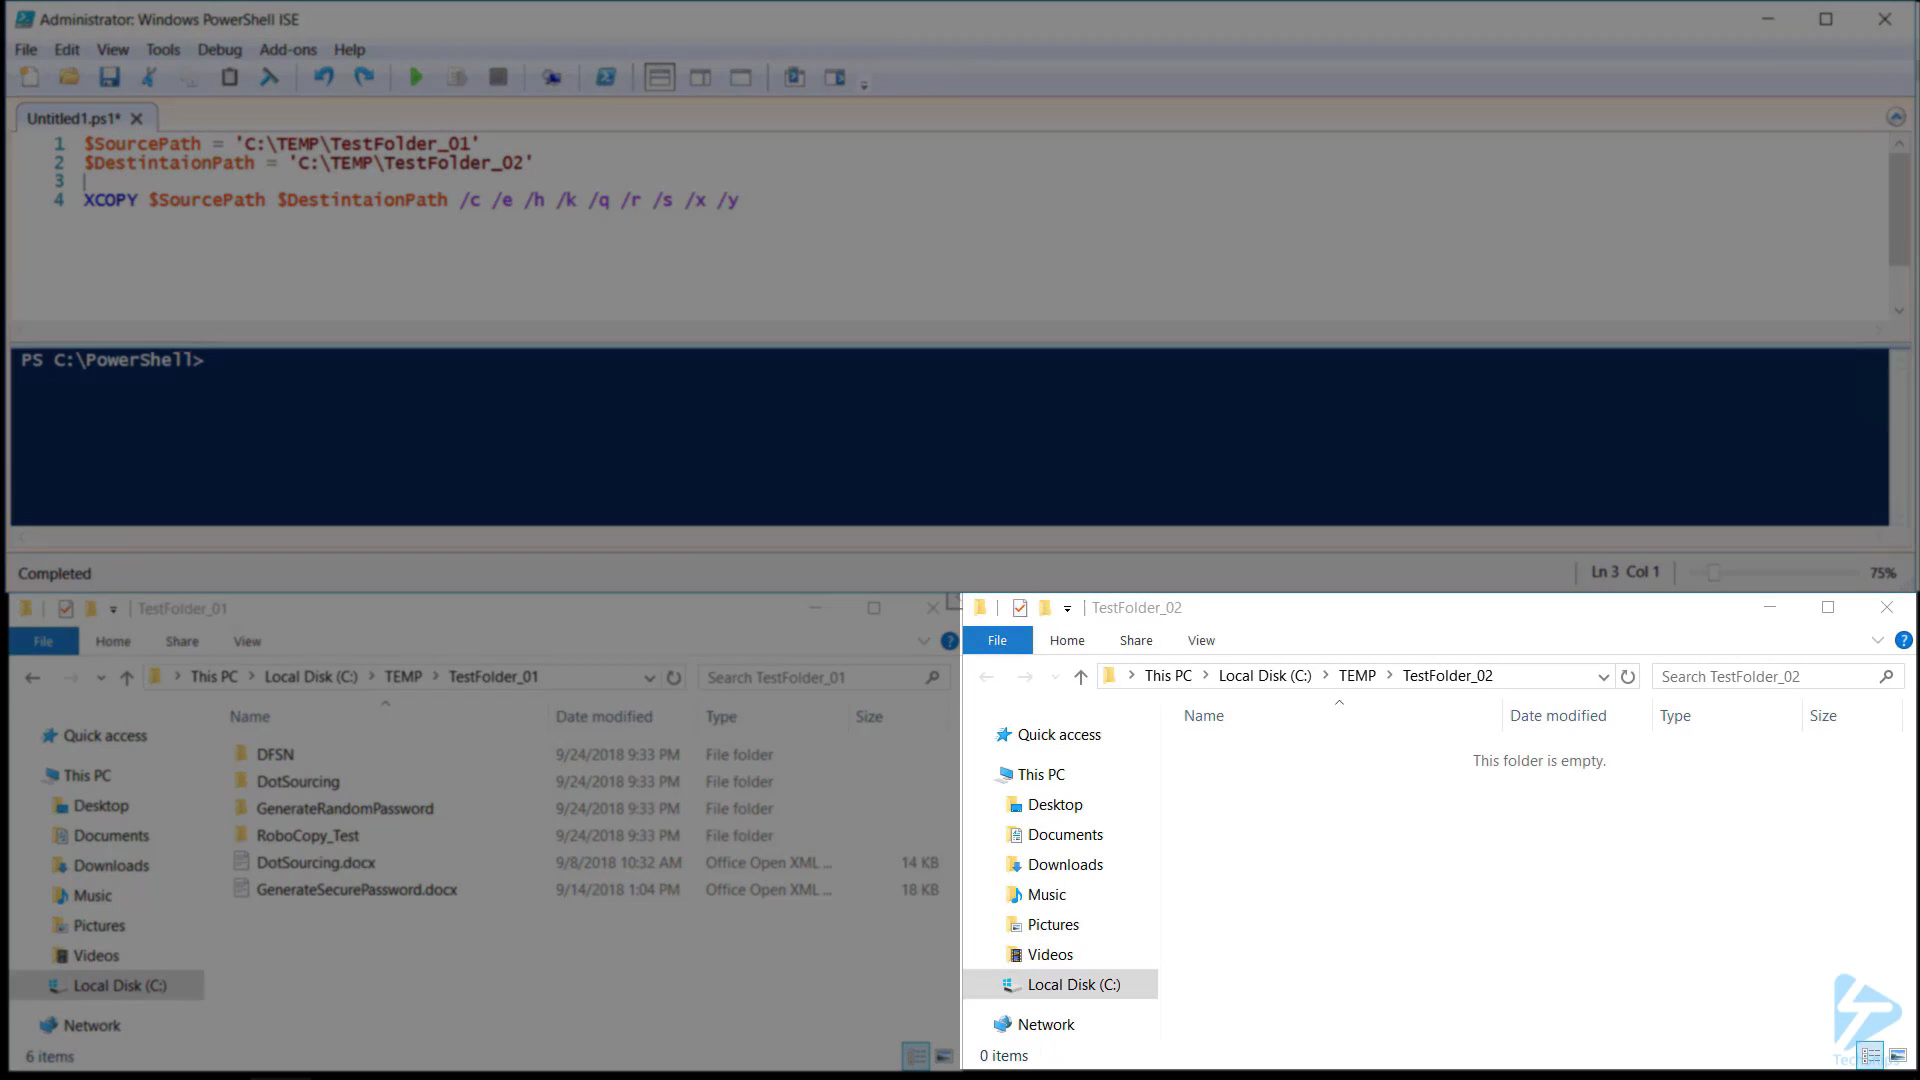 Administrator: Windows PowerShell ISE
File Edit View Tools Debug Add-ons Help
Untitled1.ps1*
1 $SourcePath = 'C:\TEMP\TestFolder_01'
2 $DestintaionPath = 'C:\TEMP\TestFolder_02'
3
4 XCOPY $SourcePath $DestintaionPath /c /e /h /k /q /r /s /x /y
PS C:\PowerShell>
Completed
Ln 3 Col 1
75%
TestFolder_01
File Home Share View
This PC Local Disk (C:) TEMP TestFolder_01
Search TestFolder_01
Name Date modified Type Size
Quick access
This PC
Desktop
Documents
Downloads
Music
Pictures
Videos
Local Disk (C:)
Network
DFSN 9/24/2018 9:33 PM File folder
DotSourcing 9/24/2018 9:33 PM File folder
GenerateRandomPassword 9/24/2018 9:33 PM File folder
RoboCopy_Test 9/24/2018 9:33 PM File folder
DotSourcing.docx 9/8/2018 10:32 AM Office Open XML ... 14 KB
GenerateSecurePassword.docx 9/14/2018 1:04 PM Office Open XML ... 18 KB
6 items
TestFolder_02
File Home Share View
This PC Local Disk (C:) TEMP TestFolder_02
Search TestFolder_02
Name Date modified Type Size
This folder is empty.
Quick access
This PC
Desktop
Documents
Downloads
Music
Pictures
Videos
Local Disk (C:)
Network
0 items